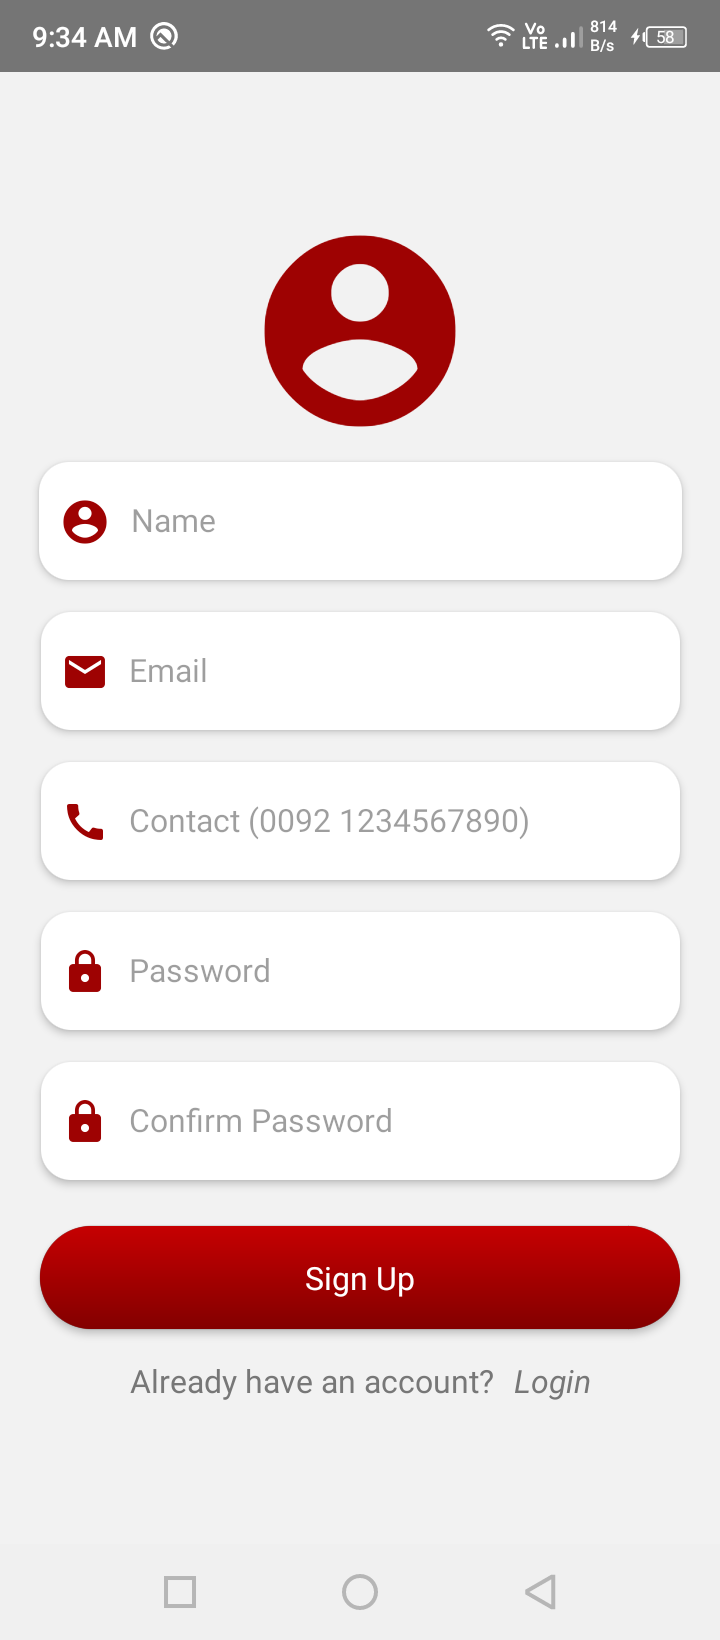 9:34 AM Vo LTE 814 B/s 58
Name
Email
Contact (0092 1234567890)
Password
Confirm Password
Sign Up
Already have an account? Login